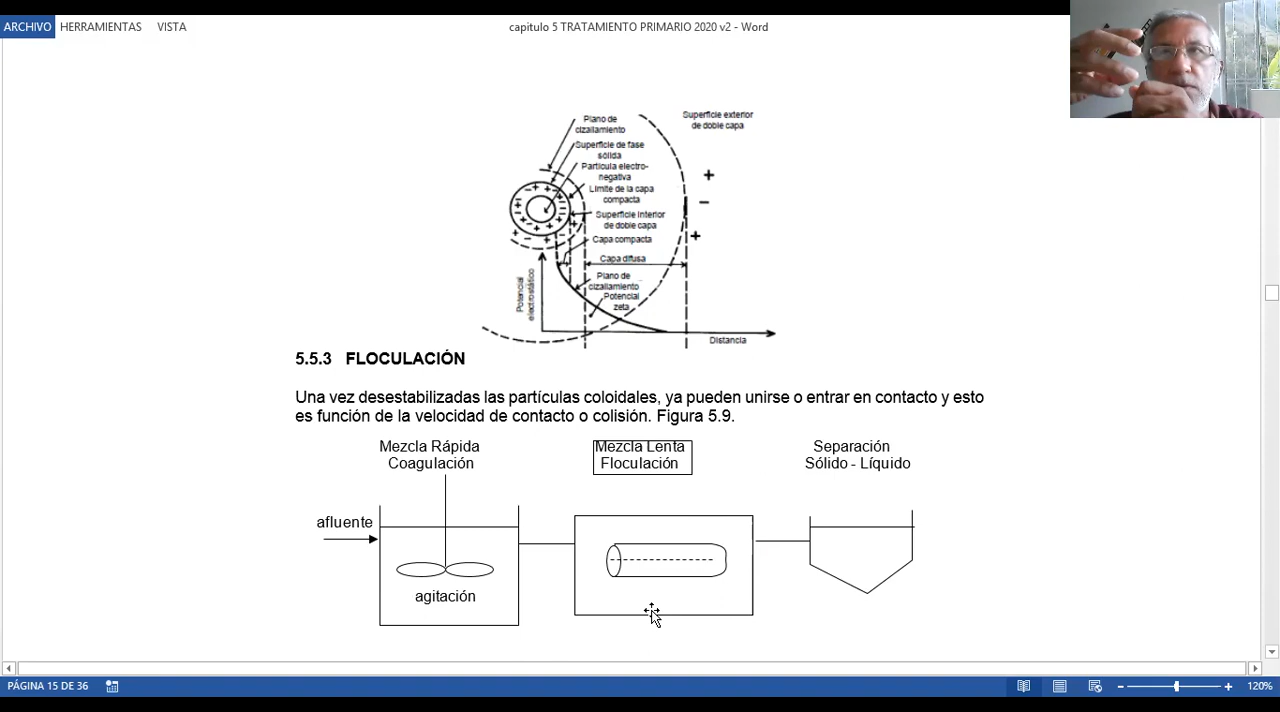 ARCHIVO HERRAMIENTAS VISTA
capitulo 5 TRATAMIENTO PRIMARIO 2020 v2 - Word
Plano de
cizallamiento
Superficie de fase
sólida
Partícula electro-
negativa
Límite de la capa
compacta
Superficie interior
de doble capa
Capa compacta
Superficie exterior
de doble capa
+
−
+
Capa difusa
Plano de
cizallamiento
Potencial
zeta
Potencial
electrostático
Distancia
5.5.3 FLOCULACIÓN
Una vez desestabilizadas las partículas coloidales, ya pueden unirse o entrar en contacto y esto
es función de la velocidad de contacto o colisión. Figura 5.9.
Mezcla Rápida
Coagulación
Mezcla Lenta
Floculación
Separación
Sólido - Líquido
afluente
agitación
PÁGINA 15 DE 36
120%